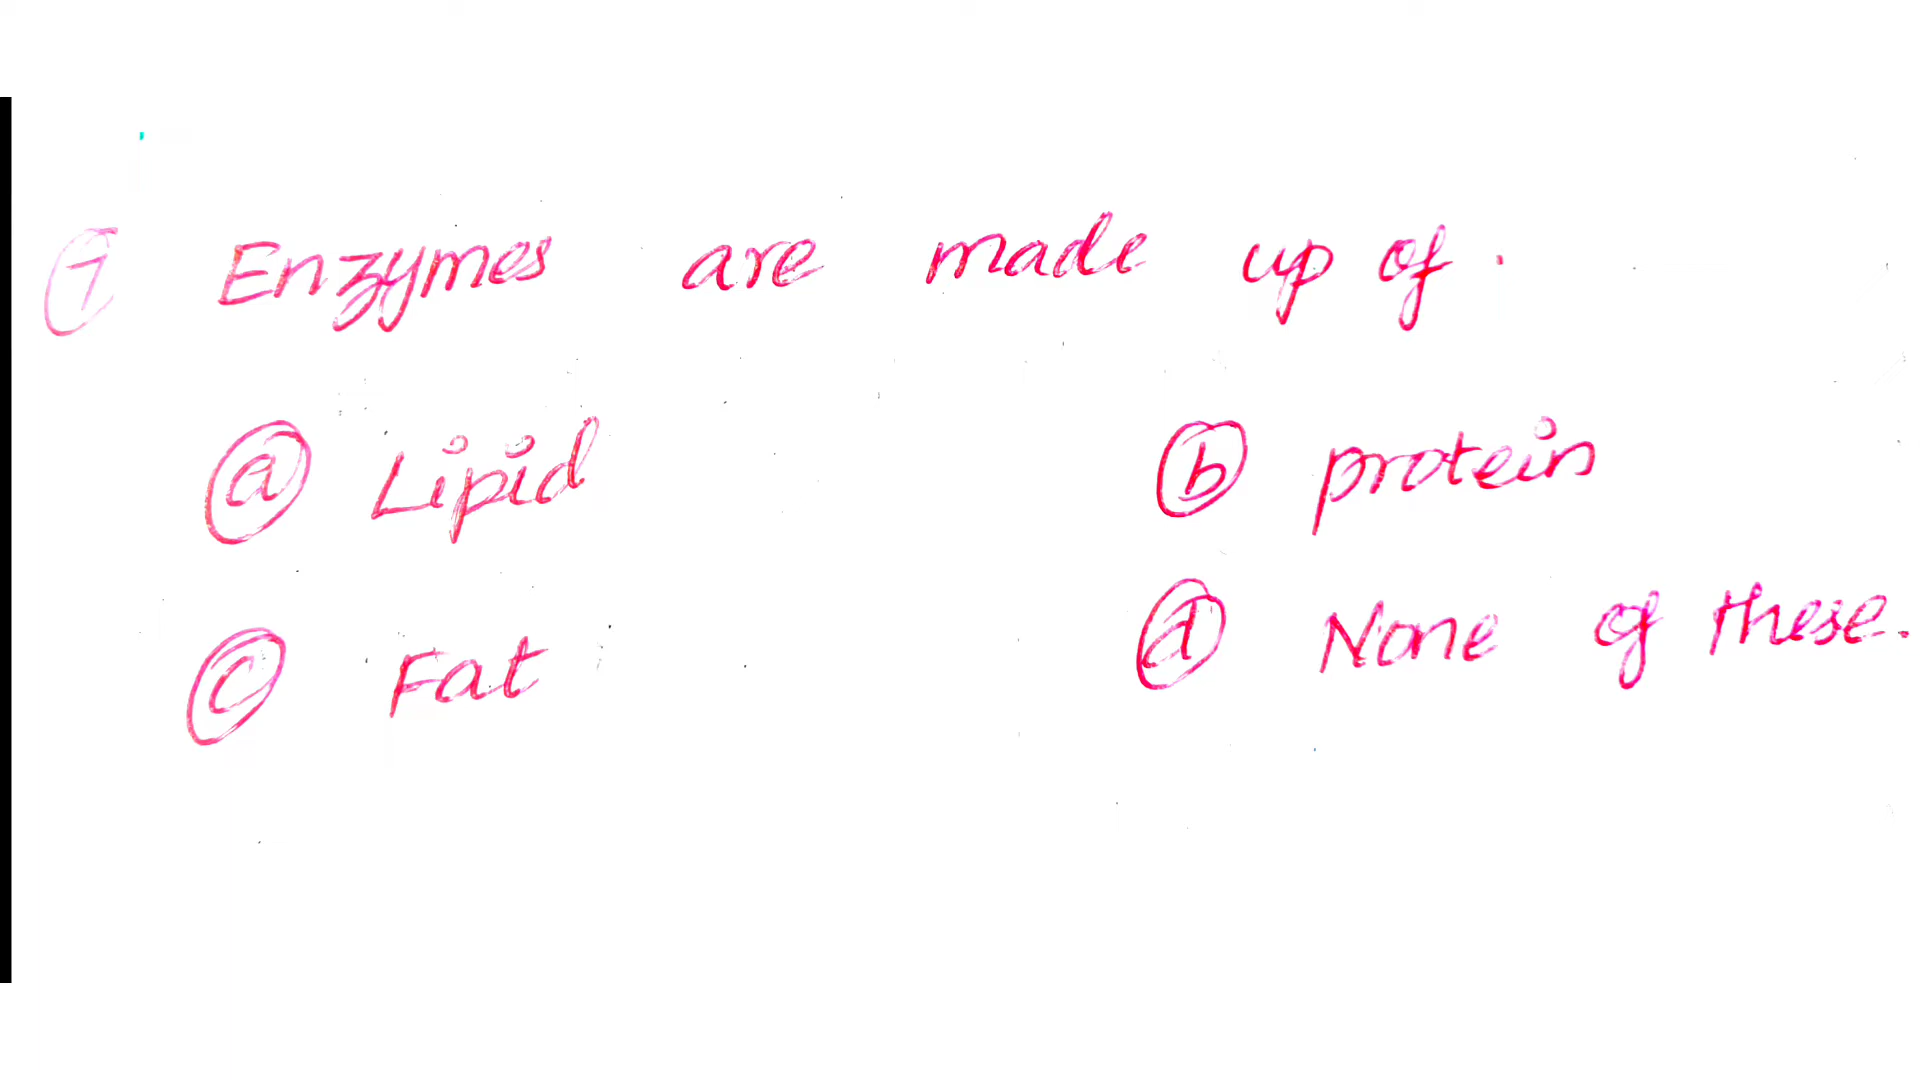 7 Enzymes are made up of.
a Lipid b protein
c Fat d None of these.